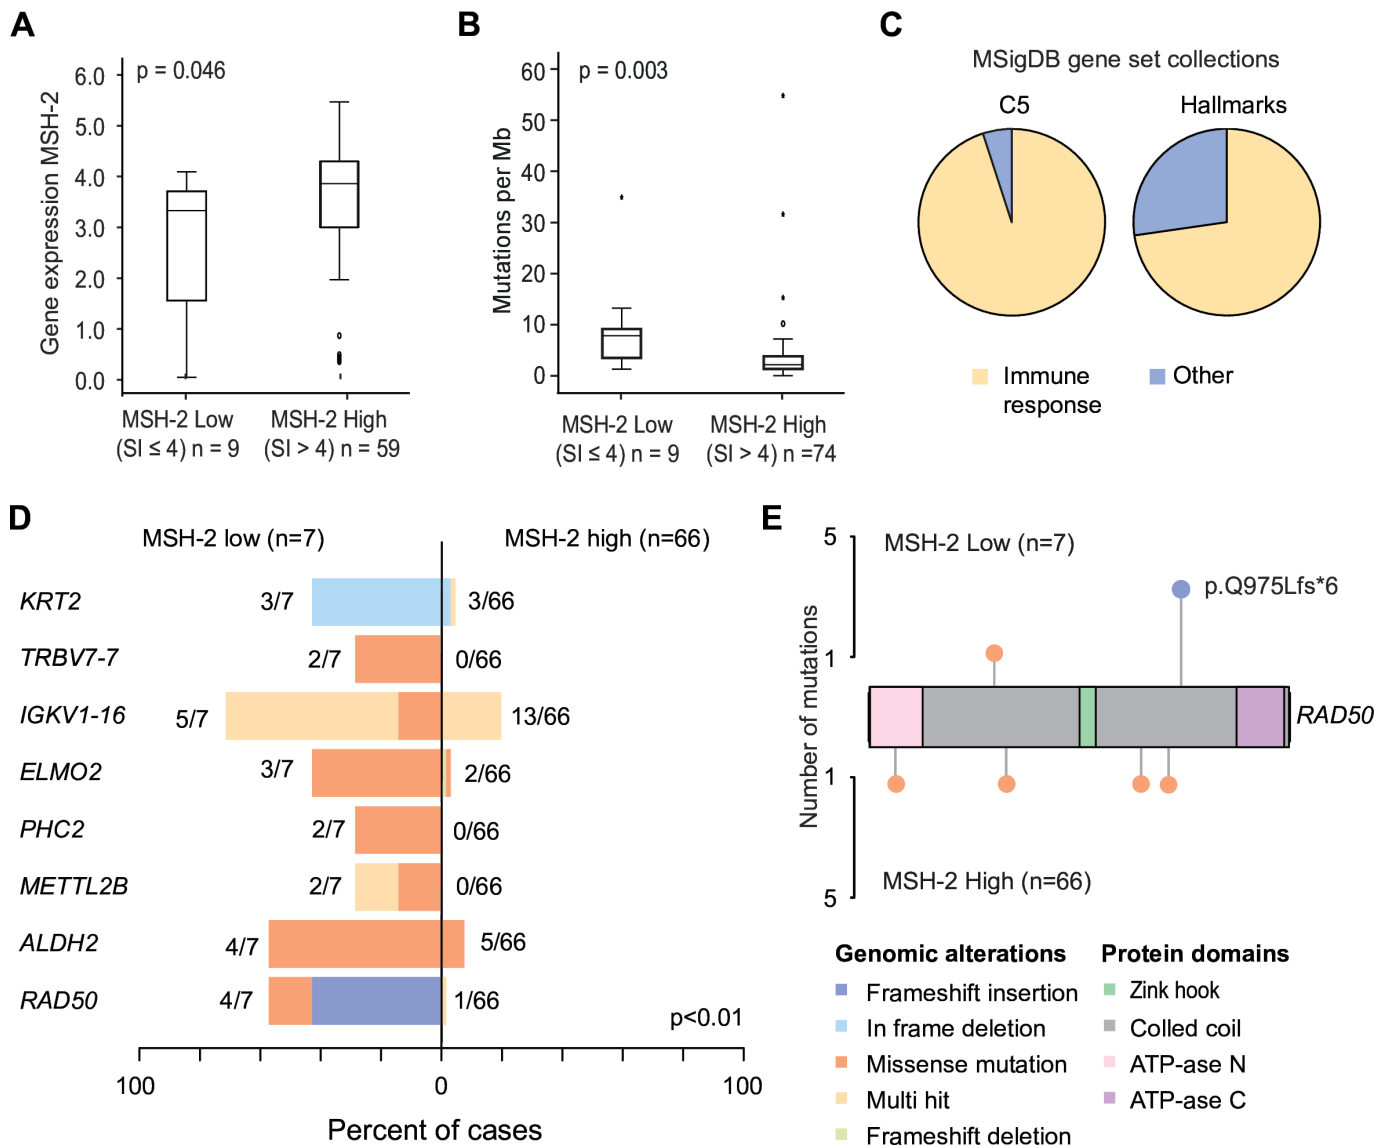 A
p = 0.046
Gene expression MSH-2
6.0
5.0
4.0
3.0
2.0
1.0
0.0
MSH-2 Low
(SI ≤ 4) n = 9
MSH-2 High
(SI > 4) n = 59
B
p = 0.003
Mutations per Mb
60
50
40
30
20
10
0
MSH-2 Low
(SI ≤ 4) n = 9
MSH-2 High
(SI > 4) n =74
C
MSigDB gene set collections
C5
Hallmarks
Immune
response
Other
D
MSH-2 low (n=7)
MSH-2 high (n=66)
KRT2
3/7
3/66
TRBV7-7
2/7
0/66
IGKV1-16
5/7
13/66
ELMO2
3/7
2/66
PHC2
2/7
0/66
METTL2B
2/7
0/66
ALDH2
4/7
5/66
RAD50
4/7
1/66
p<0.01
100
0
100
Percent of cases
E
5
MSH-2 Low (n=7)
p.Q975Lfs*6
1
Number of mutations
RAD50
1
MSH-2 High (n=66)
5
Genomic alterations
Frameshift insertion
In frame deletion
Missense mutation
Multi hit
Frameshift deletion
Protein domains
Zink hook
Colled coil
ATP-ase N
ATP-ase C